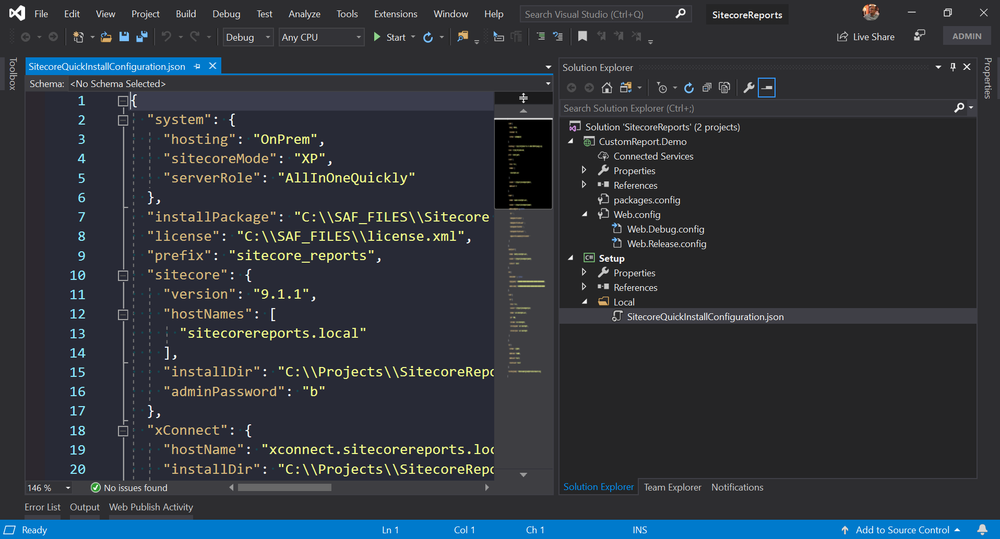 File Edit View Project Build Debug Test Analyze Tools Extensions Window Help Search Visual Studio (Ctrl+Q) SitecoreReports
Debug Any CPU Start Live Share ADMIN
Toolbox
SitecoreQuickInstallConfiguration.json
Schema: <No Schema Selected>
1 {
2 "system": {
3 "hosting": "OnPrem",
4 "sitecoreMode": "XP",
5 "serverRole": "AllInOneQuickly"
6 },
7 "installPackage": "C:\\SAF_FILES\\Sitecore
8 "license": "C:\\SAF_FILES\\license.xml",
9 "prefix": "sitecore_reports",
10 "sitecore": {
11 "version": "9.1.1",
12 "hostNames": [
13 "sitecorereports.local"
14 ],
15 "installDir": "C:\\Projects\\SitecoreRepo
16 "adminPassword": "b"
17 },
18 "xConnect": {
19 "hostName": "xconnect.sitecorereports.loc
20 "installDir": "C:\\Projects\\SitecoreRepo
146 % No issues found
Solution Explorer
Search Solution Explorer (Ctrl+;)
Solution 'SitecoreReports' (2 projects)
CustomReport.Demo
Connected Services
Properties
References
packages.config
Web.config
Web.Debug.config
Web.Release.config
C# Setup
Properties
References
Local
SitecoreQuickInstallConfiguration.json
Solution Explorer Team Explorer Notifications
Properties
Error List Output Web Publish Activity
Ready Ln 1 Col 1 Ch 1 INS Add to Source Control